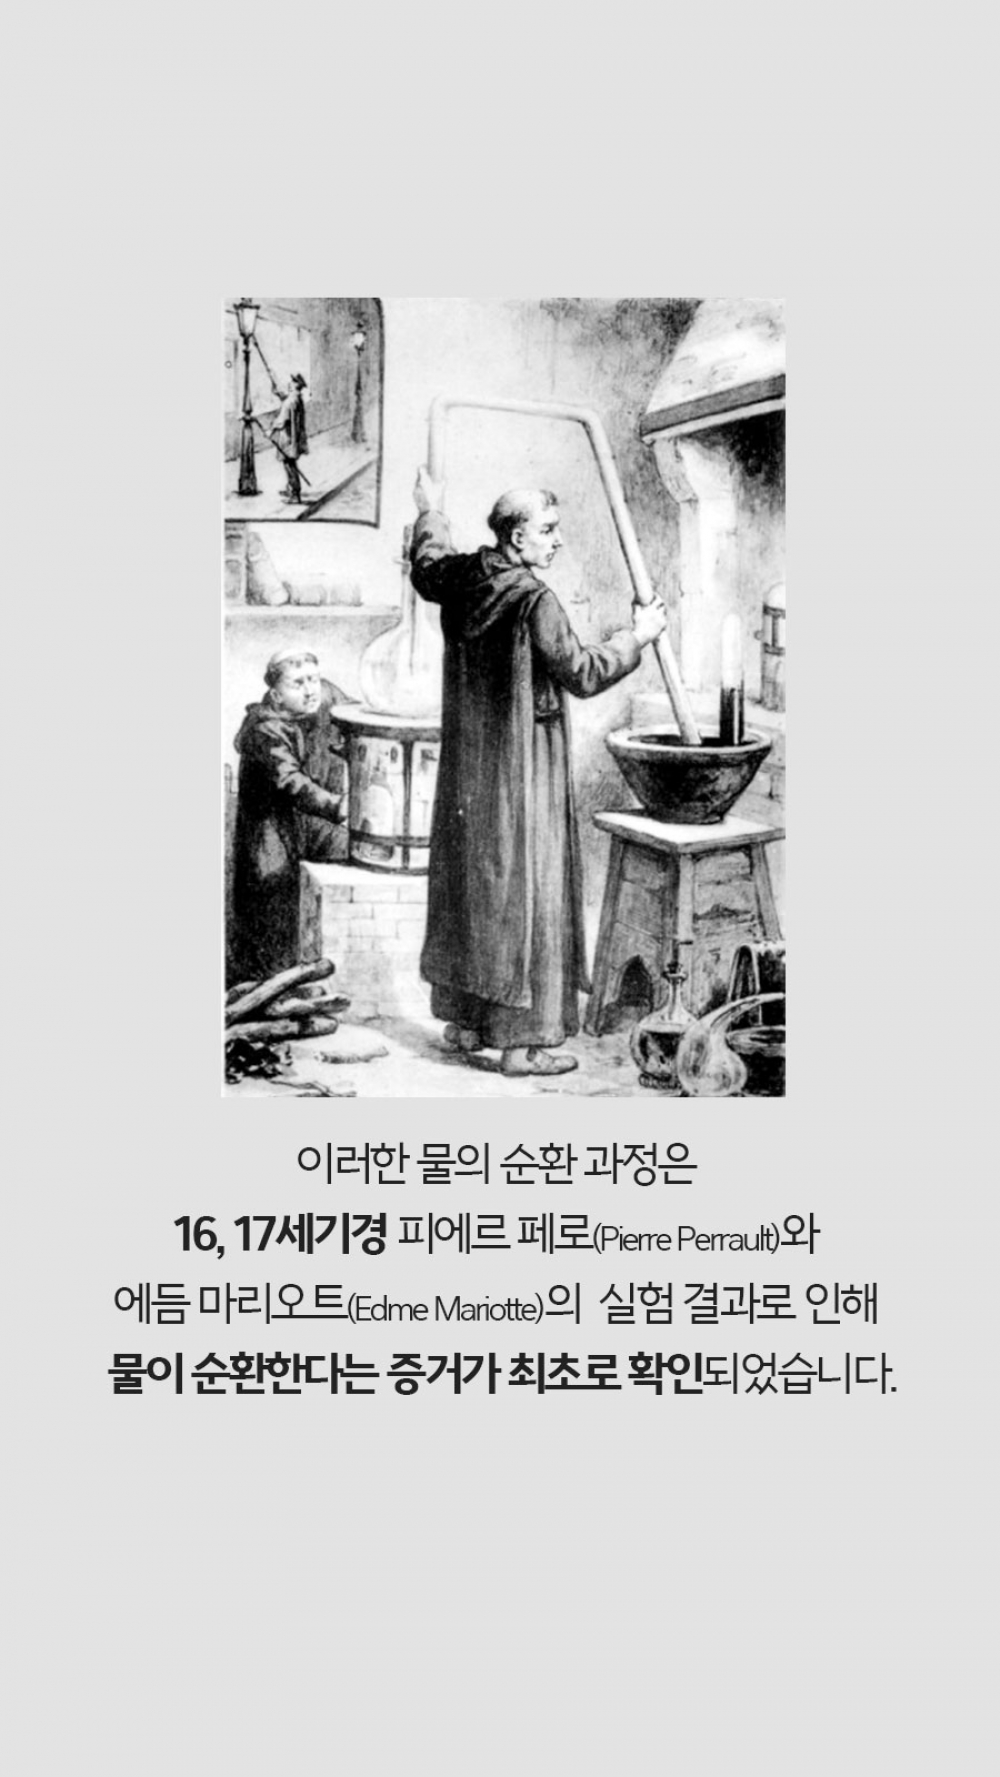 이러한 물의 순환 과정은
16, 17세기경 피에르 페로(Pierre Perrault)와
에듬 마리오트(Edme Mariotte)의 실험 결과로 인해
물이 순환한다는 증거가 최초로 확인되었습니다.